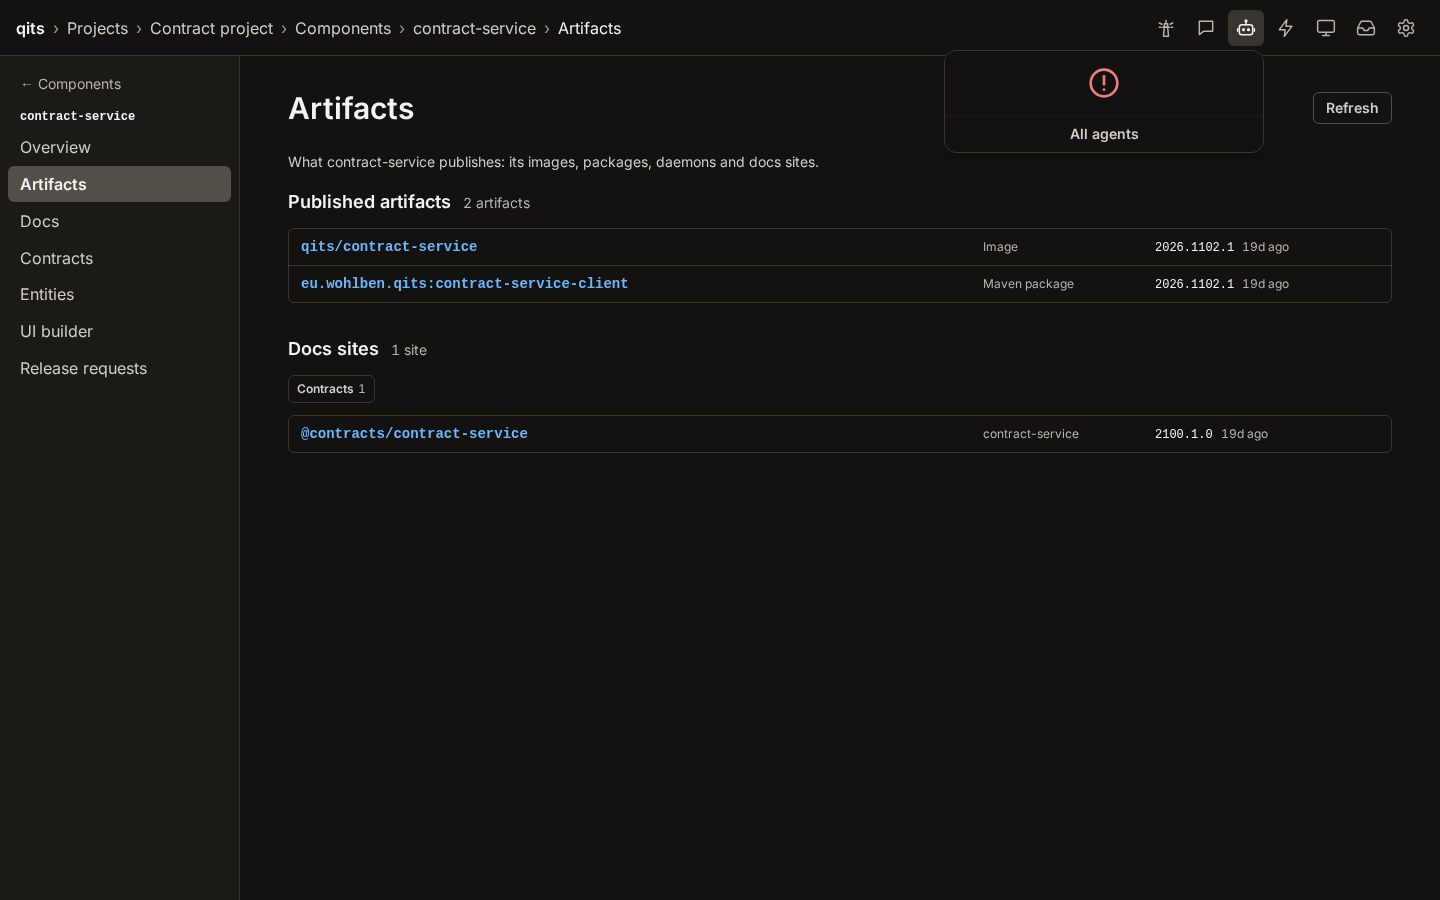 qits › Projects › Contract project › Components › contract-service › Artifacts
← Components
contract-service
Overview
Artifacts
Docs
Contracts
Entities
UI builder
Release requests
All agents
Artifacts
Refresh
What contract-service publishes: its images, packages, daemons and docs sites.
Published artifacts 2 artifacts
qits/contract-service Image 2026.1102.1 19d ago
eu.wohlben.qits:contract-service-client Maven package 2026.1102.1 19d ago
Docs sites 1 site
Contracts 1
@contracts/contract-service contract-service 2100.1.0 19d ago